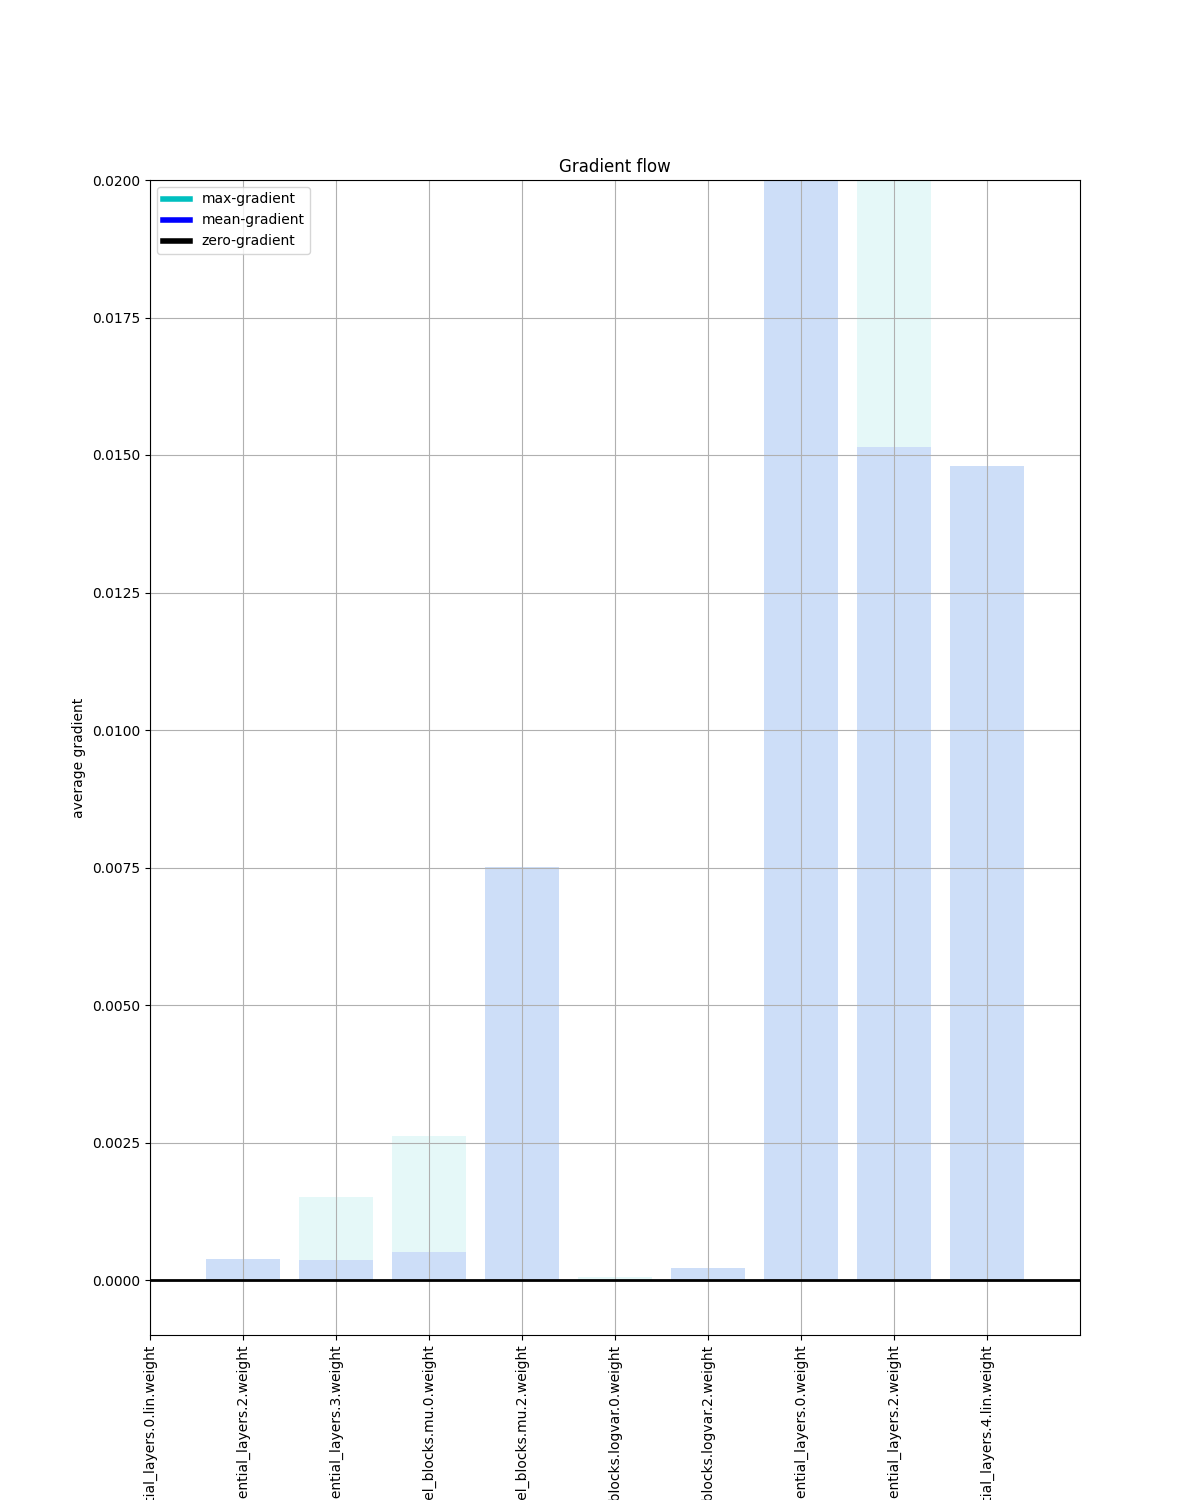 Gradient flow
max-gradient
mean-gradient
zero-gradient
0.0200
0.0175
0.0150
0.0125
0.0100
0.0075
0.0050
0.0025
0.0000
average gradient
tial_layers.0.lin.weight
ential_layers.2.weight
ential_layers.3.weight
el_blocks.mu.0.weight
el_blocks.mu.2.weight
blocks.logvar.0.weight
blocks.logvar.2.weight
ential_layers.0.weight
ential_layers.2.weight
tial_layers.4.lin.weight